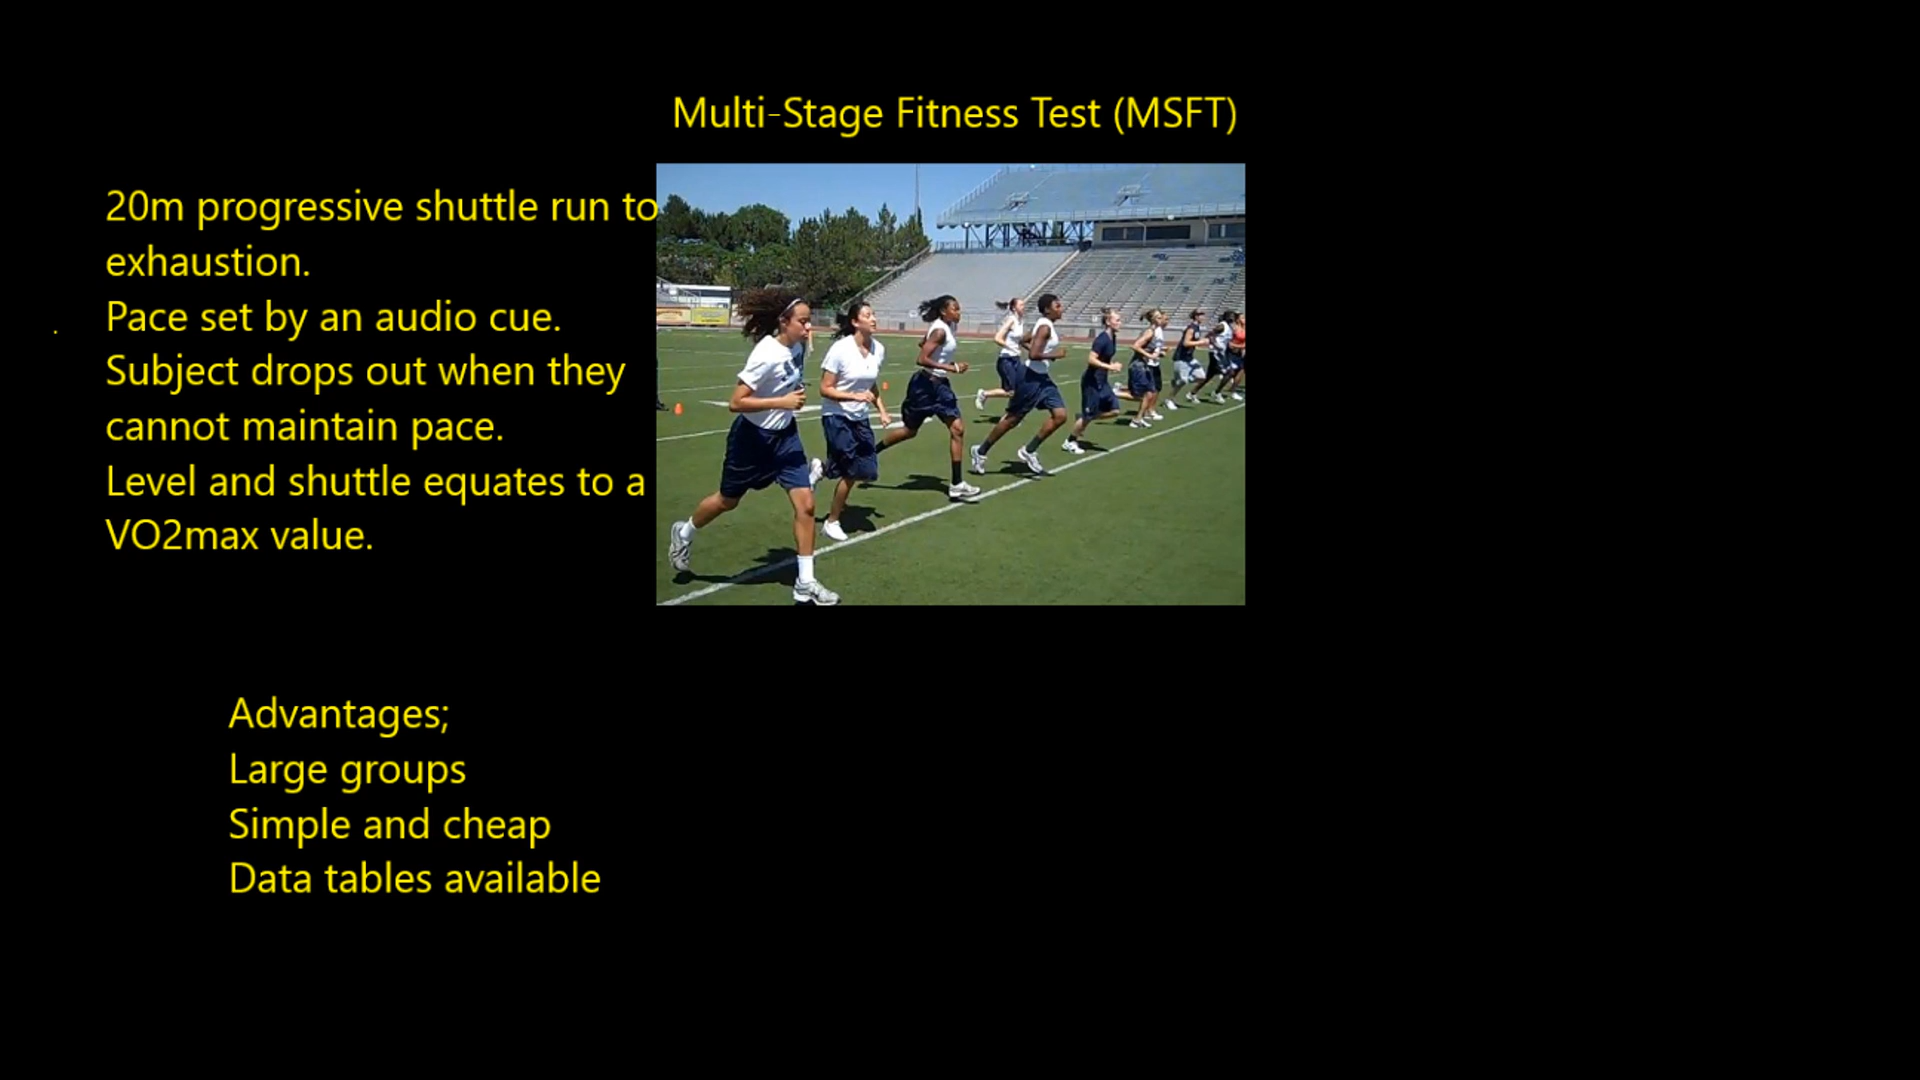 Multi-Stage Fitness Test (MSFT)
20m progressive shuttle run to
exhaustion.
Pace set by an audio cue.
Subject drops out when they
cannot maintain pace.
Level and shuttle equates to a
VO2max value.
.
Advantages;
Large groups
Simple and cheap
Data tables available